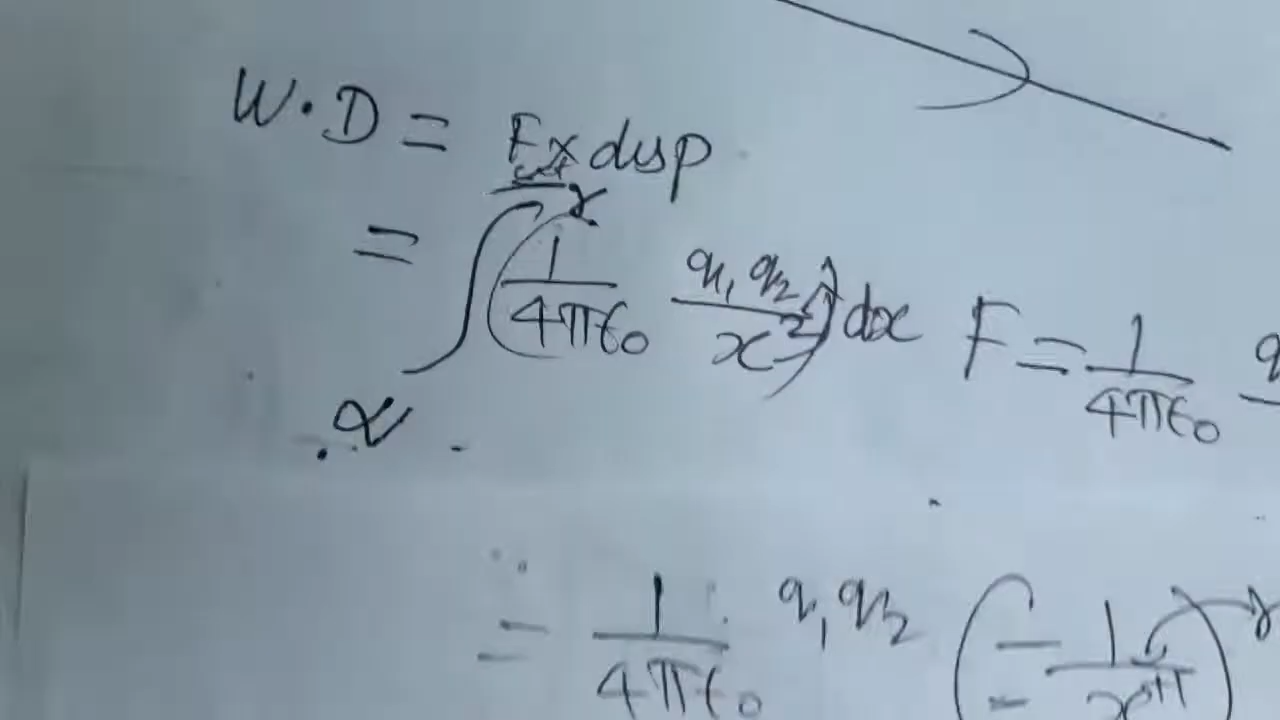 W.D = F x disp
= ∫ᵣ∝ (1/4πϵ₀ q₁q₂/x²) dx F = 1/4πϵ₀ q
= 1/4πϵ₀ q₁q₂ (-1/x